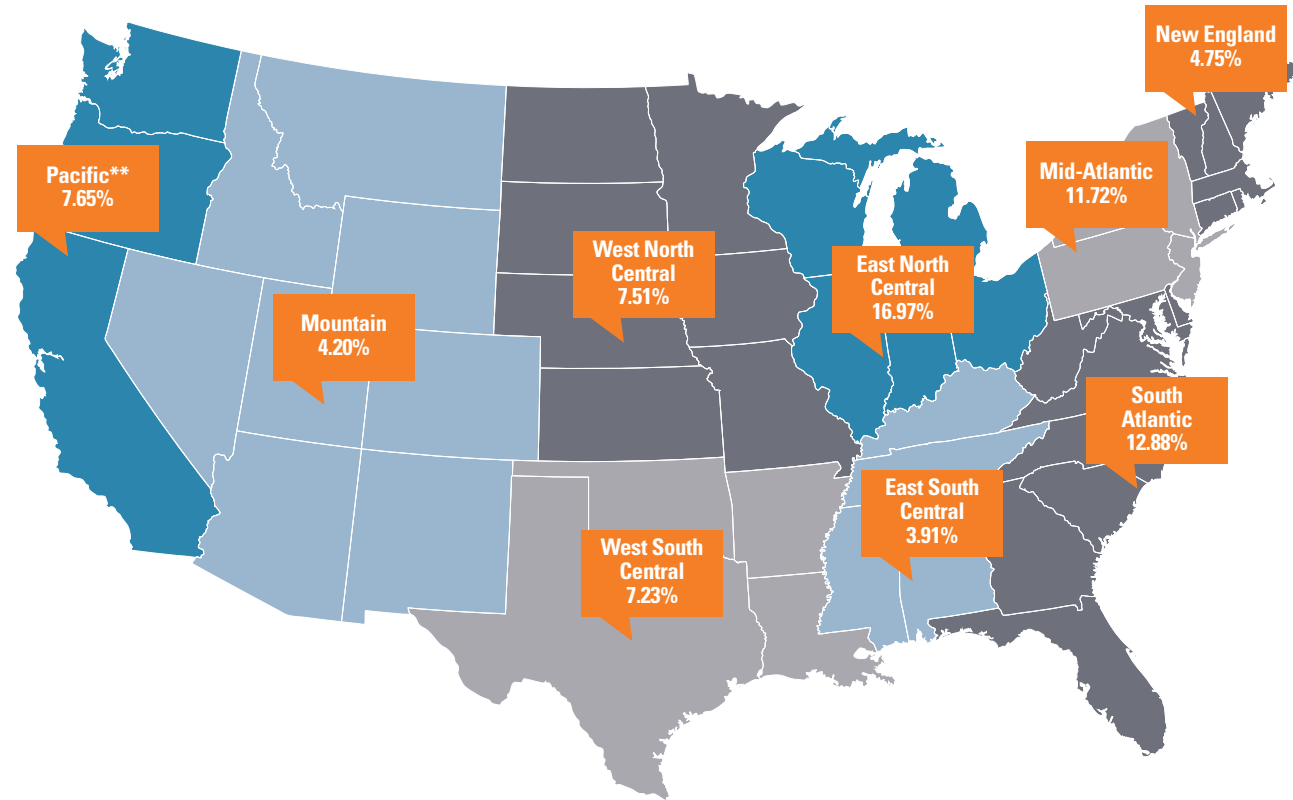 New England
4.75%
Mid-Atlantic
11.72%
Pacific**
7.65%
West North
Central
7.51%
East North
Central
16.97%
Mountain
4.20%
South
Atlantic
12.88%
East South
Central
3.91%
West South
Central
7.23%